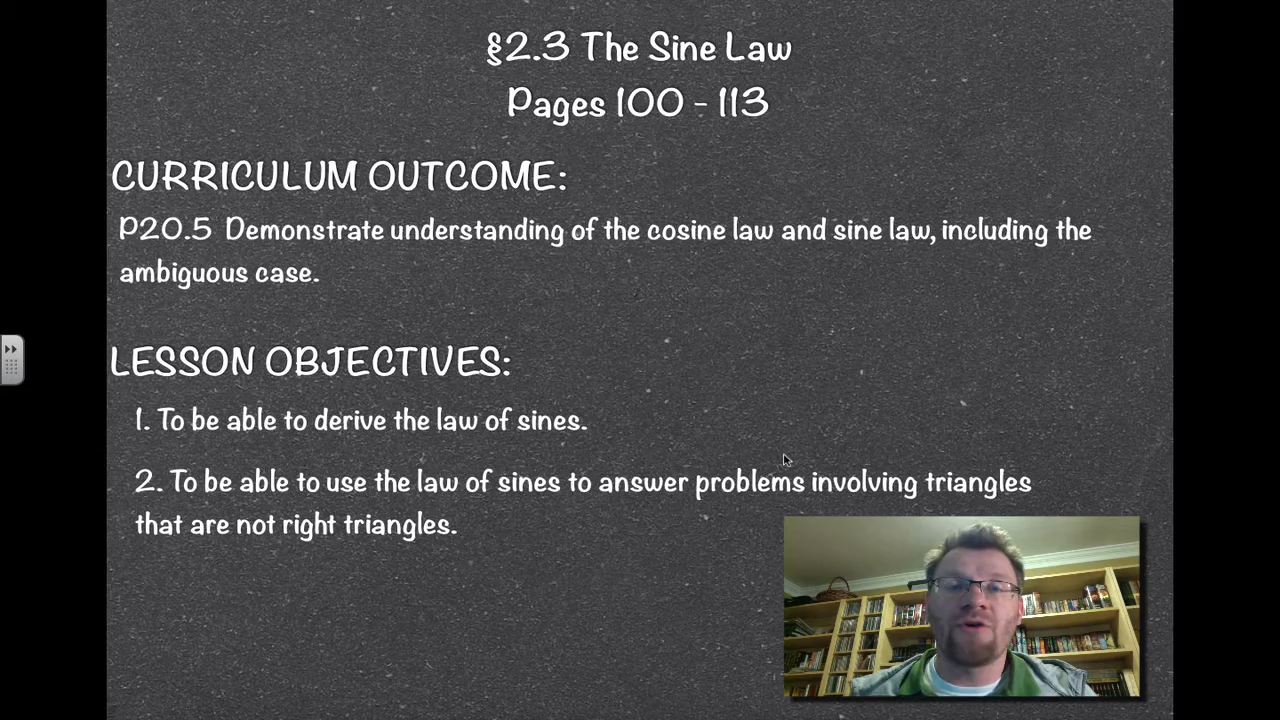 §2.3 The Sine Law
Pages 100 - 113
CURRICULUM OUTCOME:
P20.5 Demonstrate understanding of the cosine law and sine law, including the
ambiguous case.
LESSON OBJECTIVES:
1. To be able to derive the law of sines.
2. To be able to use the law of sines to answer problems involving triangles
that are not right triangles.